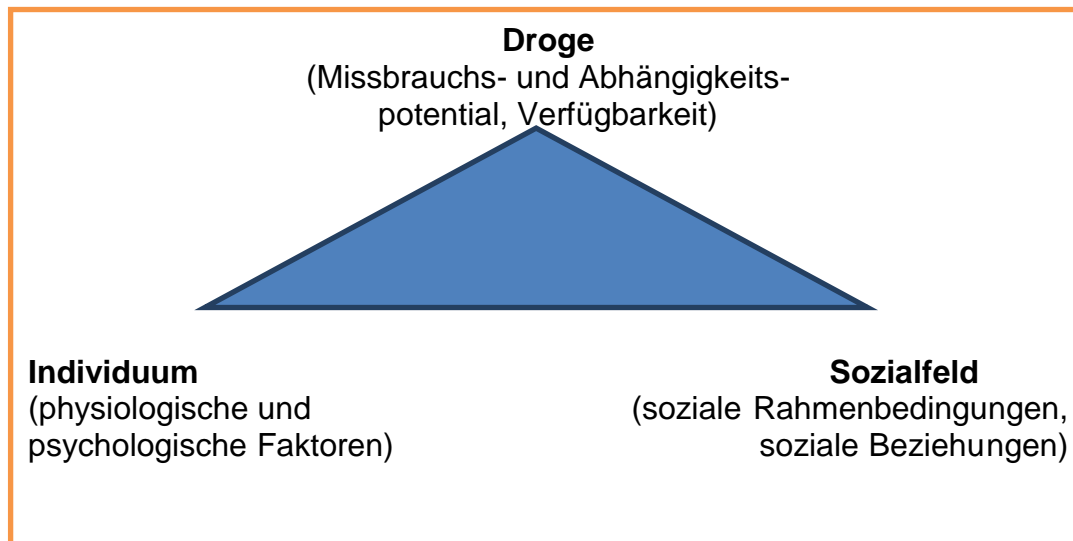 Droge
(Missbrauchs- und Abhängigkeits-
potential, Verfügbarkeit)
Individuum
(physiologische und
psychologische Faktoren)
Sozialfeld
(soziale Rahmenbedingungen,
soziale Beziehungen)